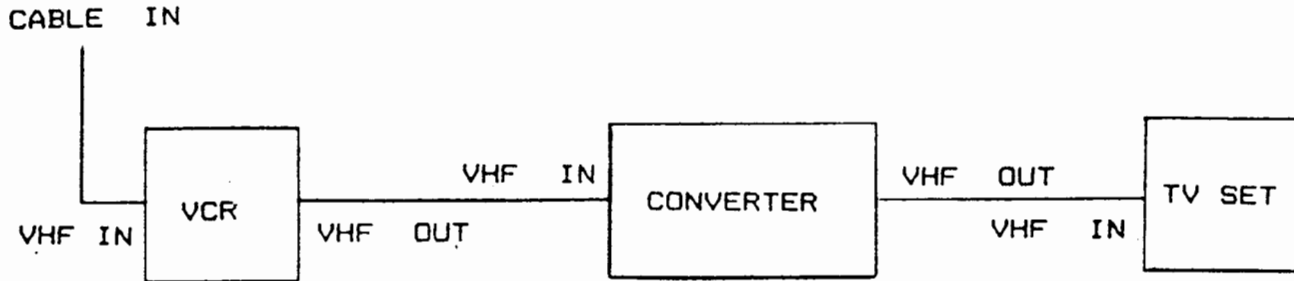 CABLE IN
VHF IN
VCR
VHF OUT
VHF IN
CONVERTER
VHF OUT
VHF IN
TV SET